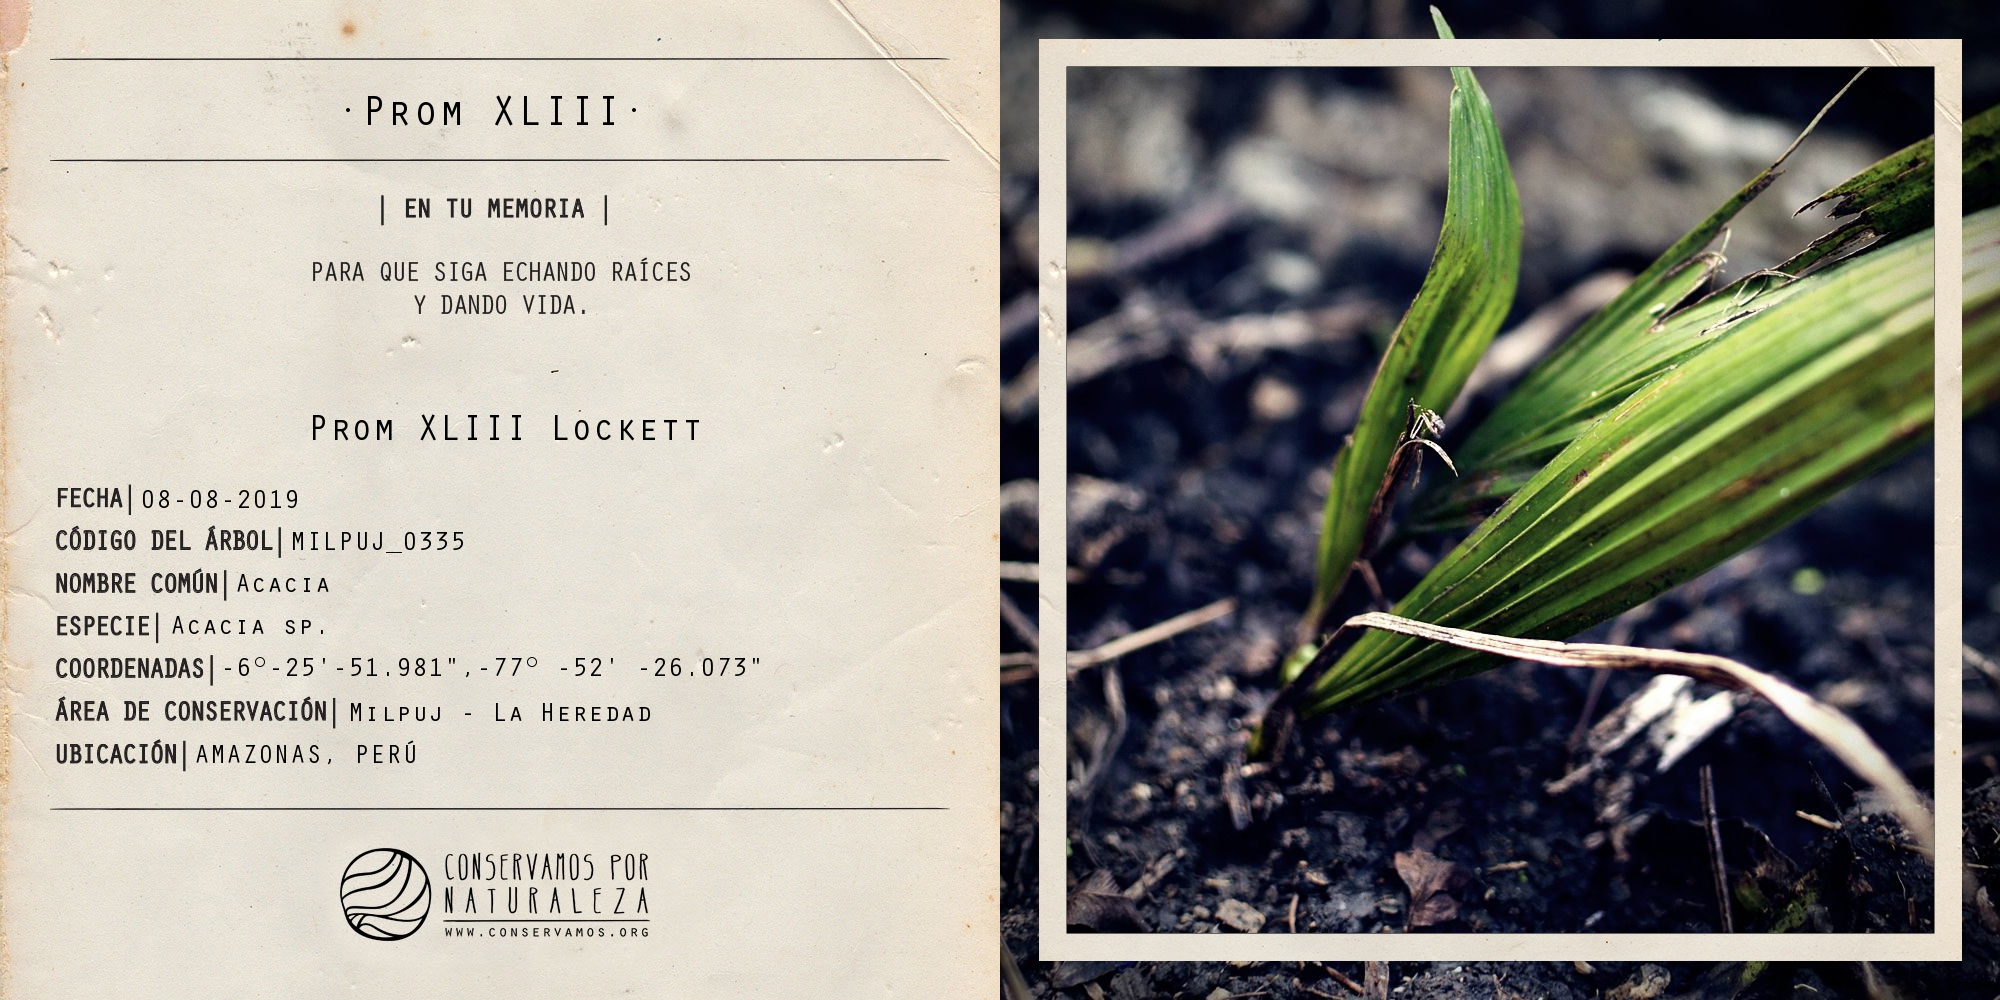 ·Prom XLIII·
| EN TU MEMORIA |
PARA QUE SIGA ECHANDO RAÍCES
Y DANDO VIDA.
Prom XLIII Lockett
FECHA| 08-08-2019
CÓDIGO DEL ÁRBOL| MILPUJ_0335
NOMBRE COMÚN| Acacia
ESPECIE| Acacia sp.
COORDENADAS| -6°-25'-51.981",-77° -52' -26.073"
ÁREA DE CONSERVACIÓN| Milpuj - La Heredad
UBICACIÓN| AMAZONAS, PERÚ
CONSERVAMOS POR
NATURALEZA
WWW.CONSERVAMOS.ORG